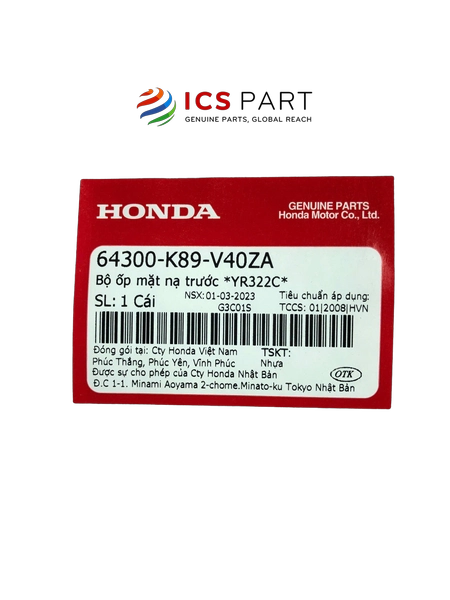 ICS PART
GENUINE PARTS, GLOBAL REACH
HONDA
GENUINE PARTS
Honda Motor Co., Ltd.
64300-K89-V40ZA
Bộ ốp mặt nạ trước *YR322C*
SL: 1 Cái
NSX: 01-03-2023
G3C01S
Tiêu chuẩn áp dụng:
TCCS: 01|2008|HVN
Đóng gói tại: Cty Honda Việt Nam
Phúc Thắng, Phúc Yên, Vĩnh Phúc
TSKT:
Nhựa
Được sự cho phép của Cty Honda Nhật Bản
Đ.C 1-1. Minami Aoyama 2-chome.Minato-ku Tokyo Nhật Bản
OTK